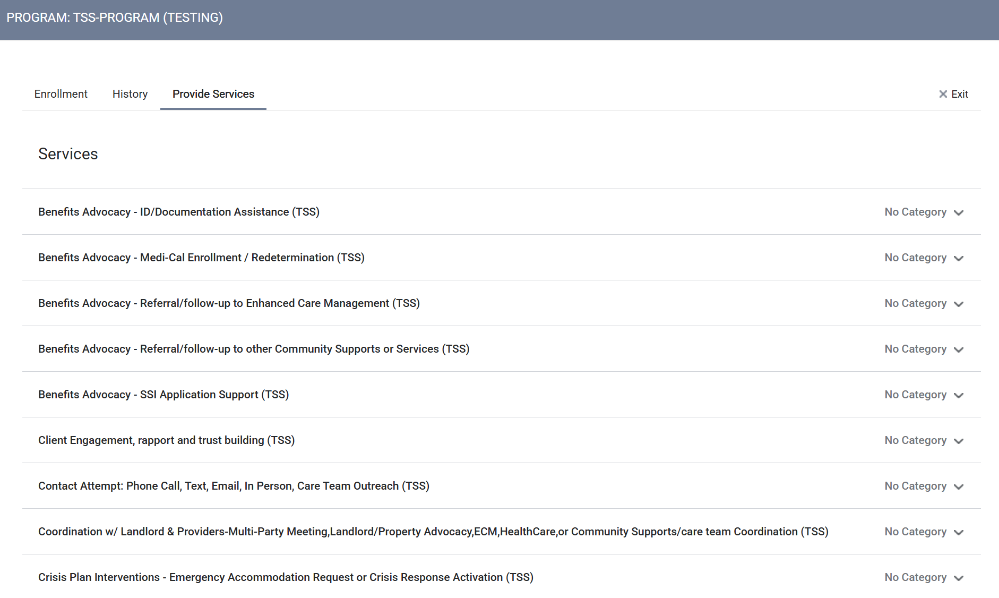 PROGRAM: TSS-PROGRAM (TESTING)
Enrollment History Provide Services Exit
Services
Benefits Advocacy - ID/Documentation Assistance (TSS) No Category
Benefits Advocacy - Medi-Cal Enrollment / Redetermination (TSS) No Category
Benefits Advocacy - Referral/follow-up to Enhanced Care Management (TSS) No Category
Benefits Advocacy - Referral/follow-up to other Community Supports or Services (TSS) No Category
Benefits Advocacy - SSI Application Support (TSS) No Category
Client Engagement, rapport and trust building (TSS) No Category
Contact Attempt: Phone Call, Text, Email, In Person, Care Team Outreach (TSS) No Category
Coordination w/ Landlord & Providers-Multi-Party Meeting,Landlord/Property Advocacy,ECM,HealthCare,or Community Supports/care team Coordination (TSS) No Category
Crisis Plan Interventions - Emergency Accommodation Request or Crisis Response Activation (TSS) No Category